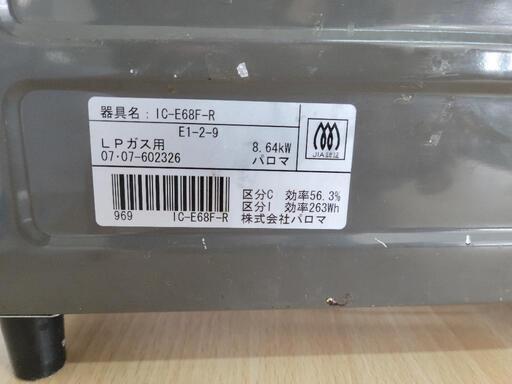 器具名：IC-E68F-R
E1-2-9
LPガス用 8.64kW
07·07-602326 パロマ
JIA認証
区分C 効率56.3%
区分I 効率263Wh
969 IC-E68F-R 株式会社パロマ